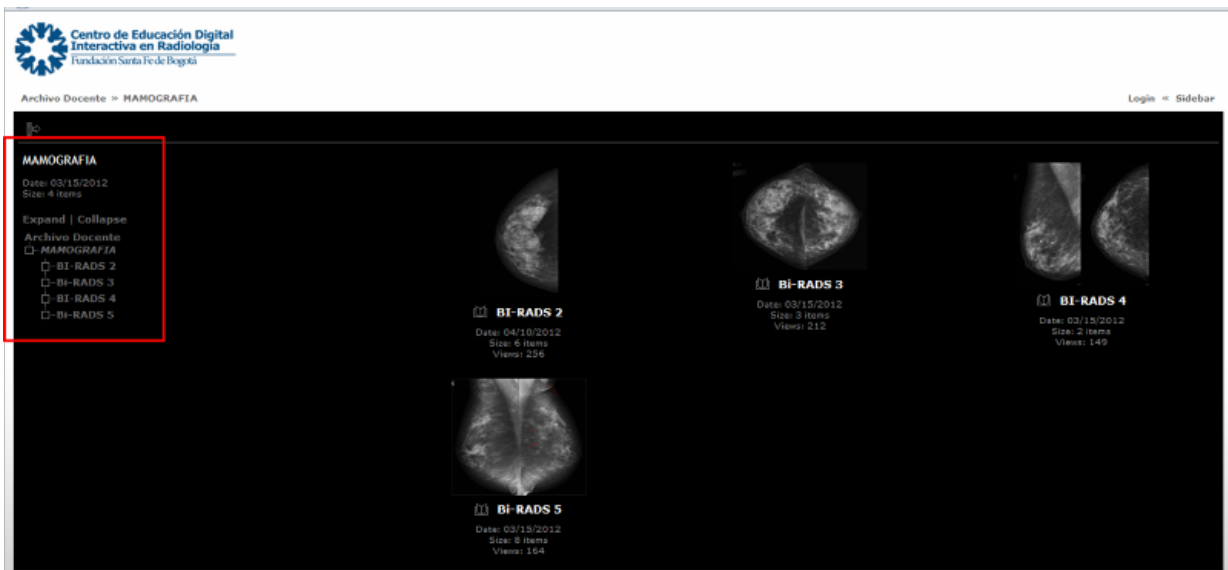 Centro de Educación Digital
Interactiva en Radiología
Fundación Santa Fe de Bogotá
Archivo Docente » MAMOGRAFIA
Login « Sidebar
MAMOGRAFIA
Date: 03/15/2012
Size: 4 items
Expand | Collapse
Archivo Docente
MAMOGRAFIA
BI-RADS 2
Bi-RADS 3
BI-RADS 4
Bi-RADS 5
BI-RADS 2
Date: 04/10/2012
Size: 6 items
Views: 256
Bi-RADS 3
Date: 03/15/2012
Size: 3 items
Views: 212
BI-RADS 4
Date: 03/15/2012
Size: 2 items
Views: 149
Bi-RADS 5
Date: 03/15/2012
Size: 8 items
Views: 164